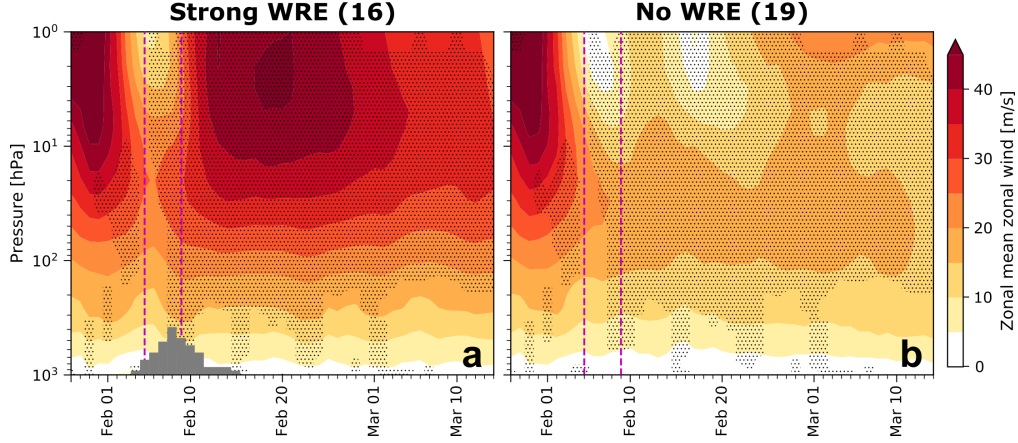 Strong WRE (16)
No WRE (19)
Pressure [hPa]
10⁰
10¹
10²
10³
a
b
Feb 01
Feb 10
Feb 20
Mar 01
Mar 10
Feb 01
Feb 10
Feb 20
Mar 01
Mar 10
40
30
20
10
0
Zonal mean zonal wind [m/s]